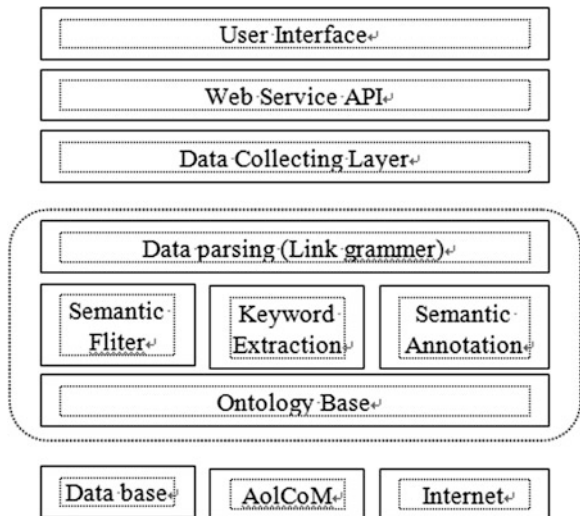 User Interface
Web Service API
Data Collecting Layer
Data parsing (Link grammer)
Semantic
Fliter
Keyword
Extraction
Semantic
Annotation
Ontology Base
Data base
AolCoM
Internet